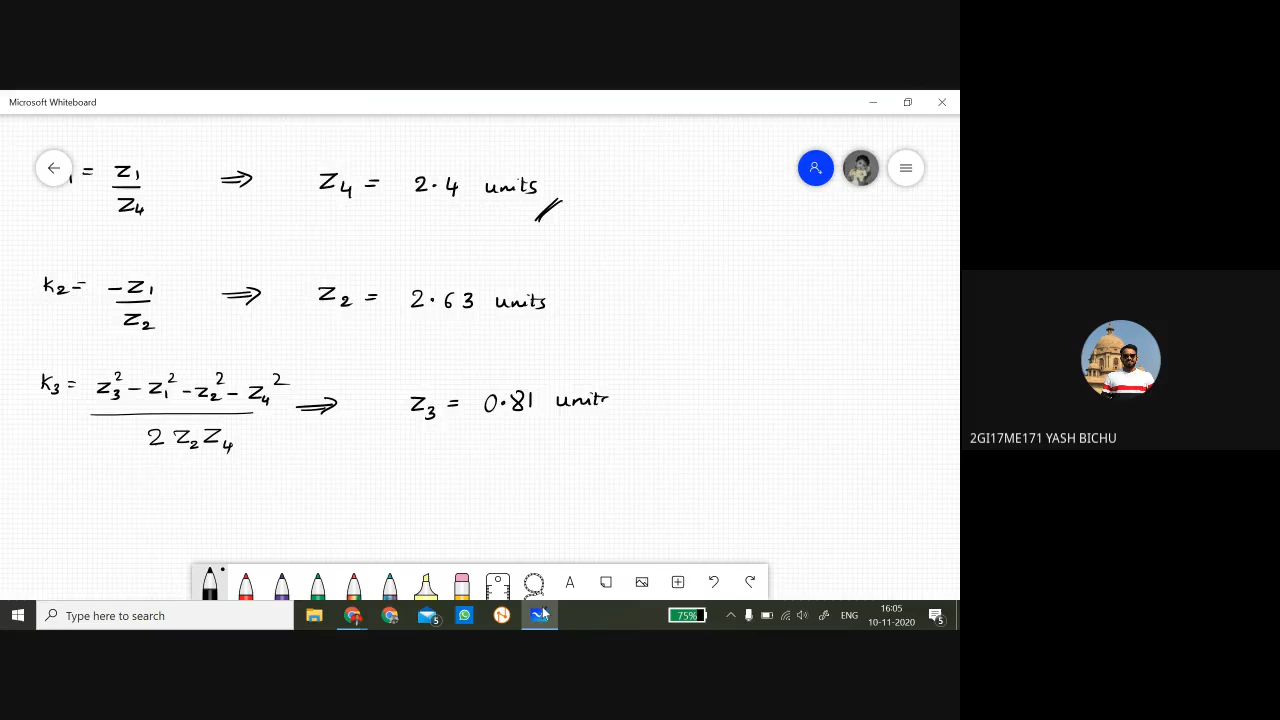 Microsoft Whiteboard
= Z₁ / Z₄ ⇒ Z₄ = 2.4 units
K₂ = -Z₁ / Z₂ ⇒ Z₂ = 2.63 units
K₃ = Z₃² - Z₁² - Z₂² - Z₄² / 2 Z₂ Z₄ ⇒ Z₃ = 0.81 units
2GI17ME171 YASH BICHU
A
Type here to search
5
75%
ENG
16:05
10-11-2020
5